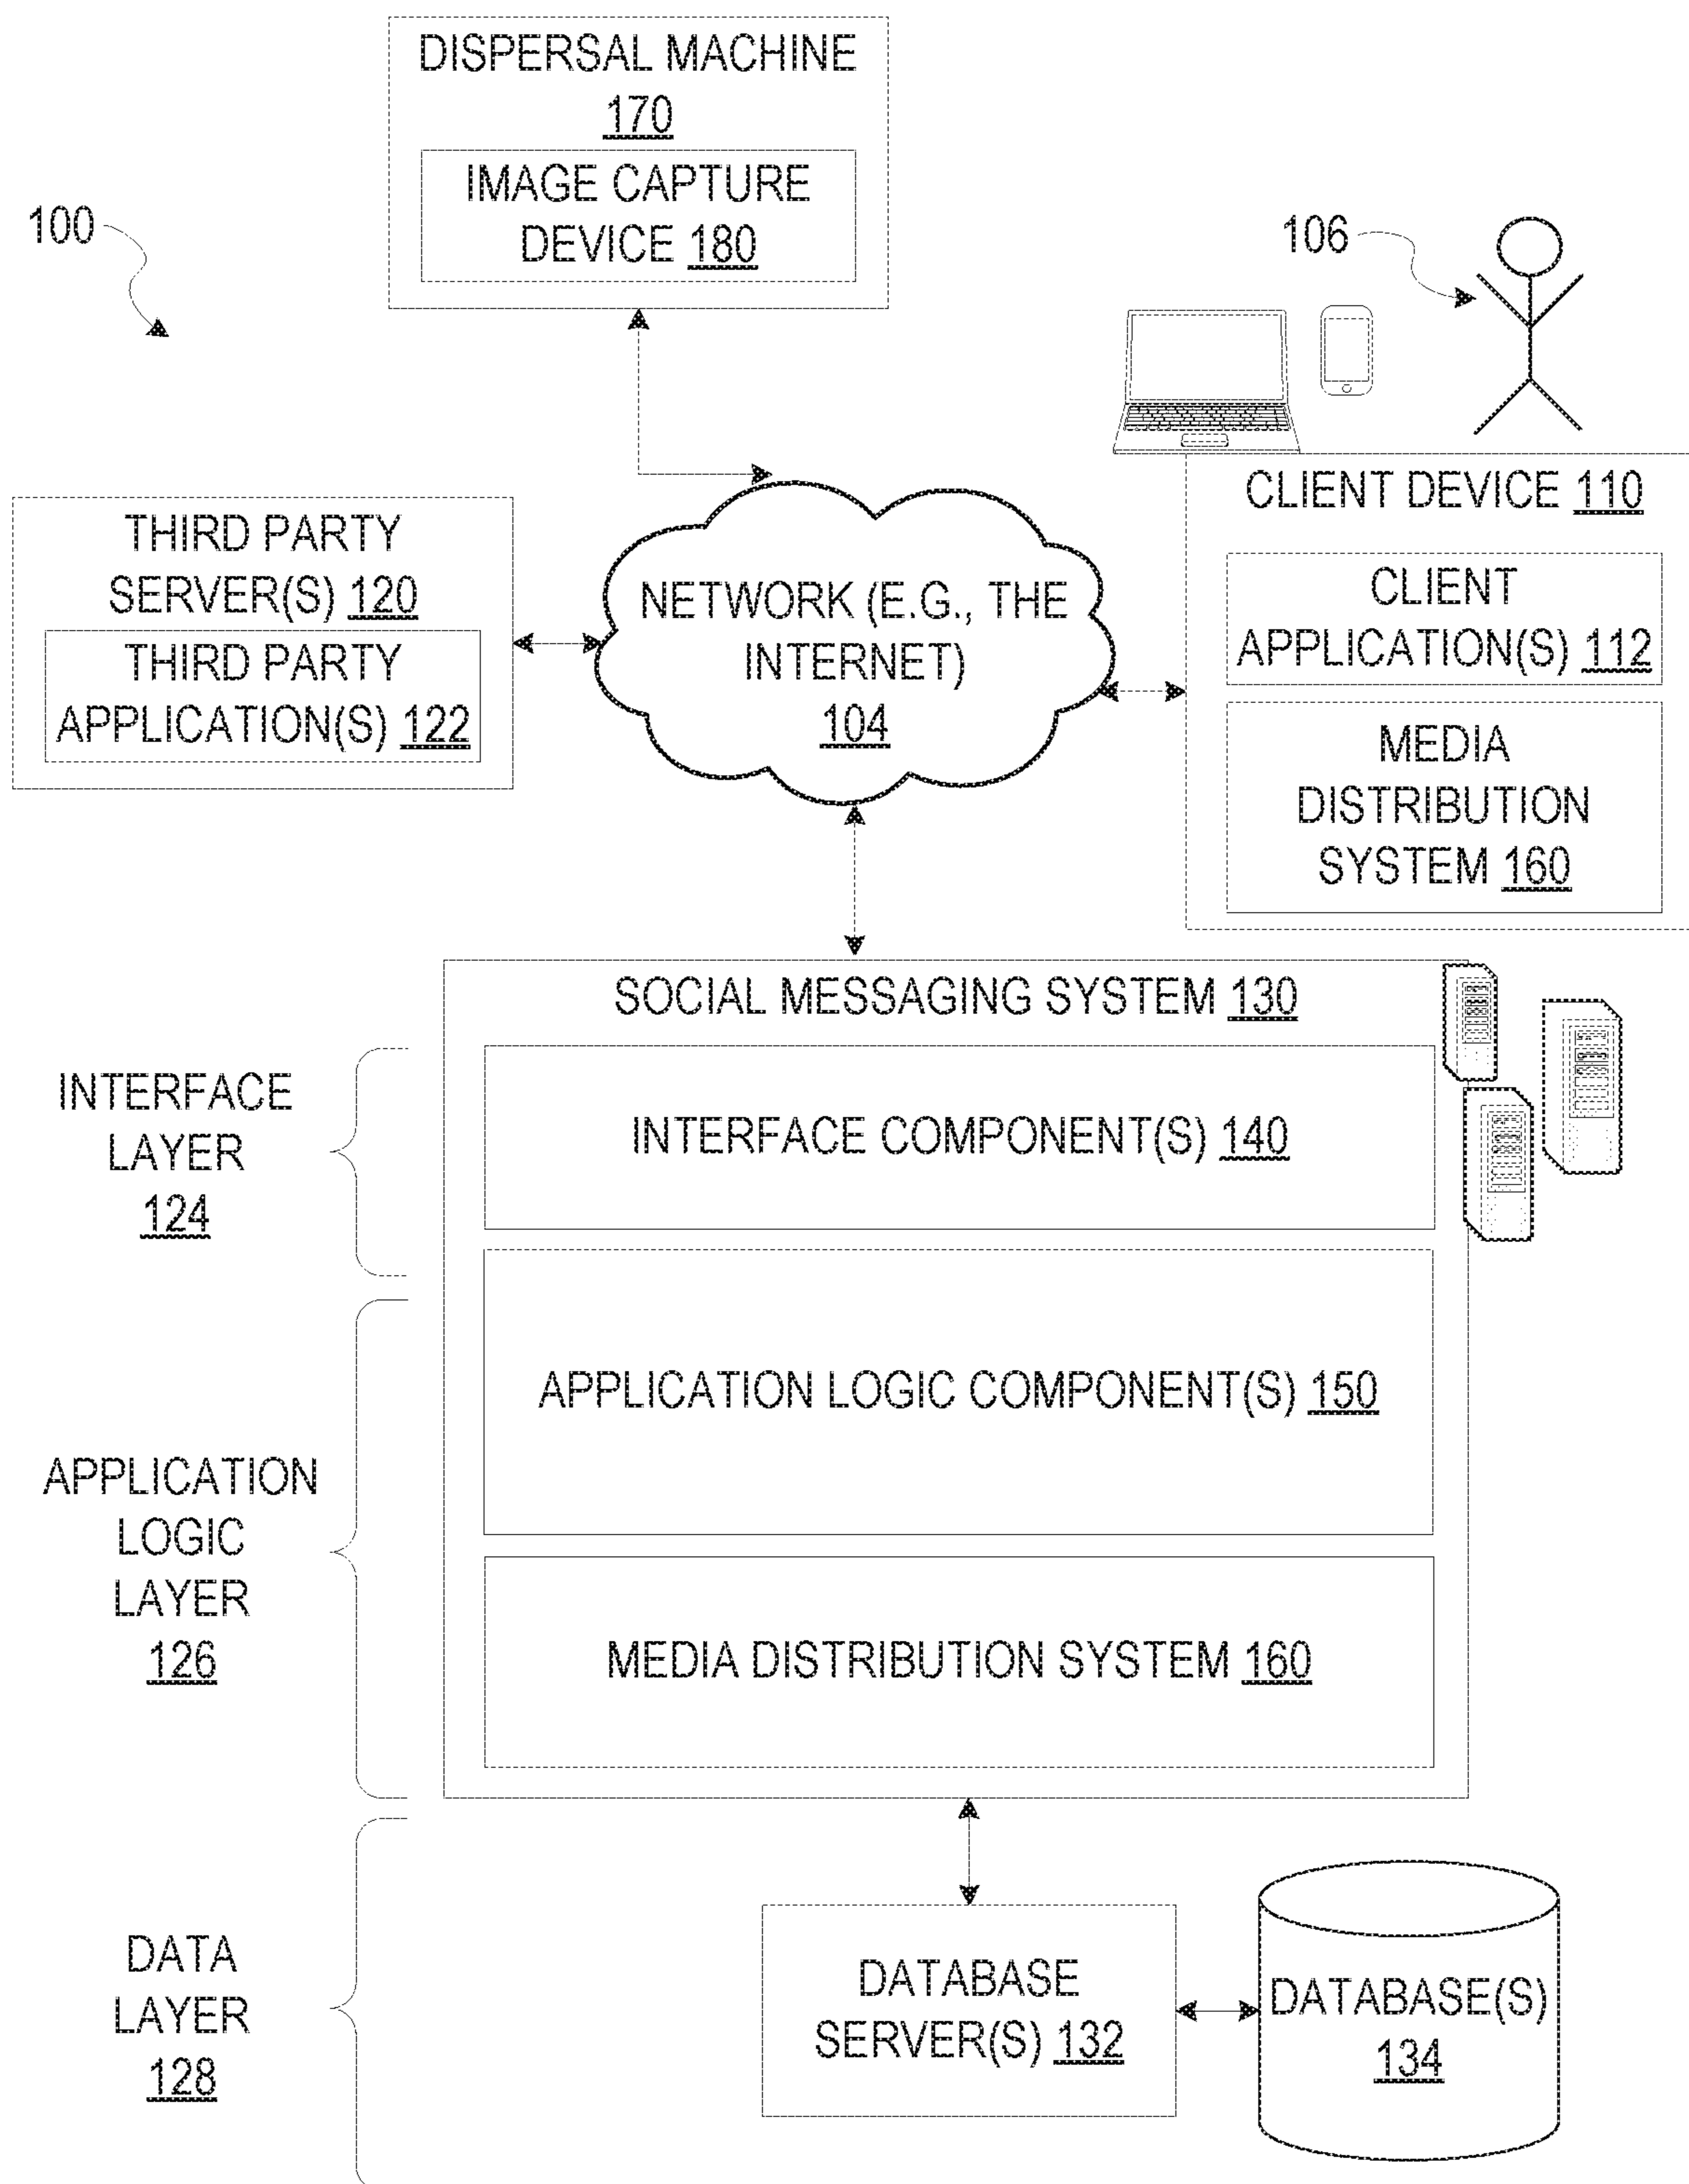 DISPERSAL MACHINE
170
IMAGE CAPTURE
DEVICE 180
100
106
CLIENT DEVICE 110
CLIENT
APPLICATION(S) 112
MEDIA
DISTRIBUTION
SYSTEM 160
THIRD PARTY
SERVER(S) 120
THIRD PARTY
APPLICATION(S) 122
NETWORK (E.G., THE
INTERNET)
104
SOCIAL MESSAGING SYSTEM 130
INTERFACE
LAYER
124
INTERFACE COMPONENT(S) 140
APPLICATION LOGIC COMPONENT(S) 150
APPLICATION
LOGIC
LAYER
126
MEDIA DISTRIBUTION SYSTEM 160
DATA
LAYER
128
DATABASE
SERVER(S) 132
DATABASE(S)
134